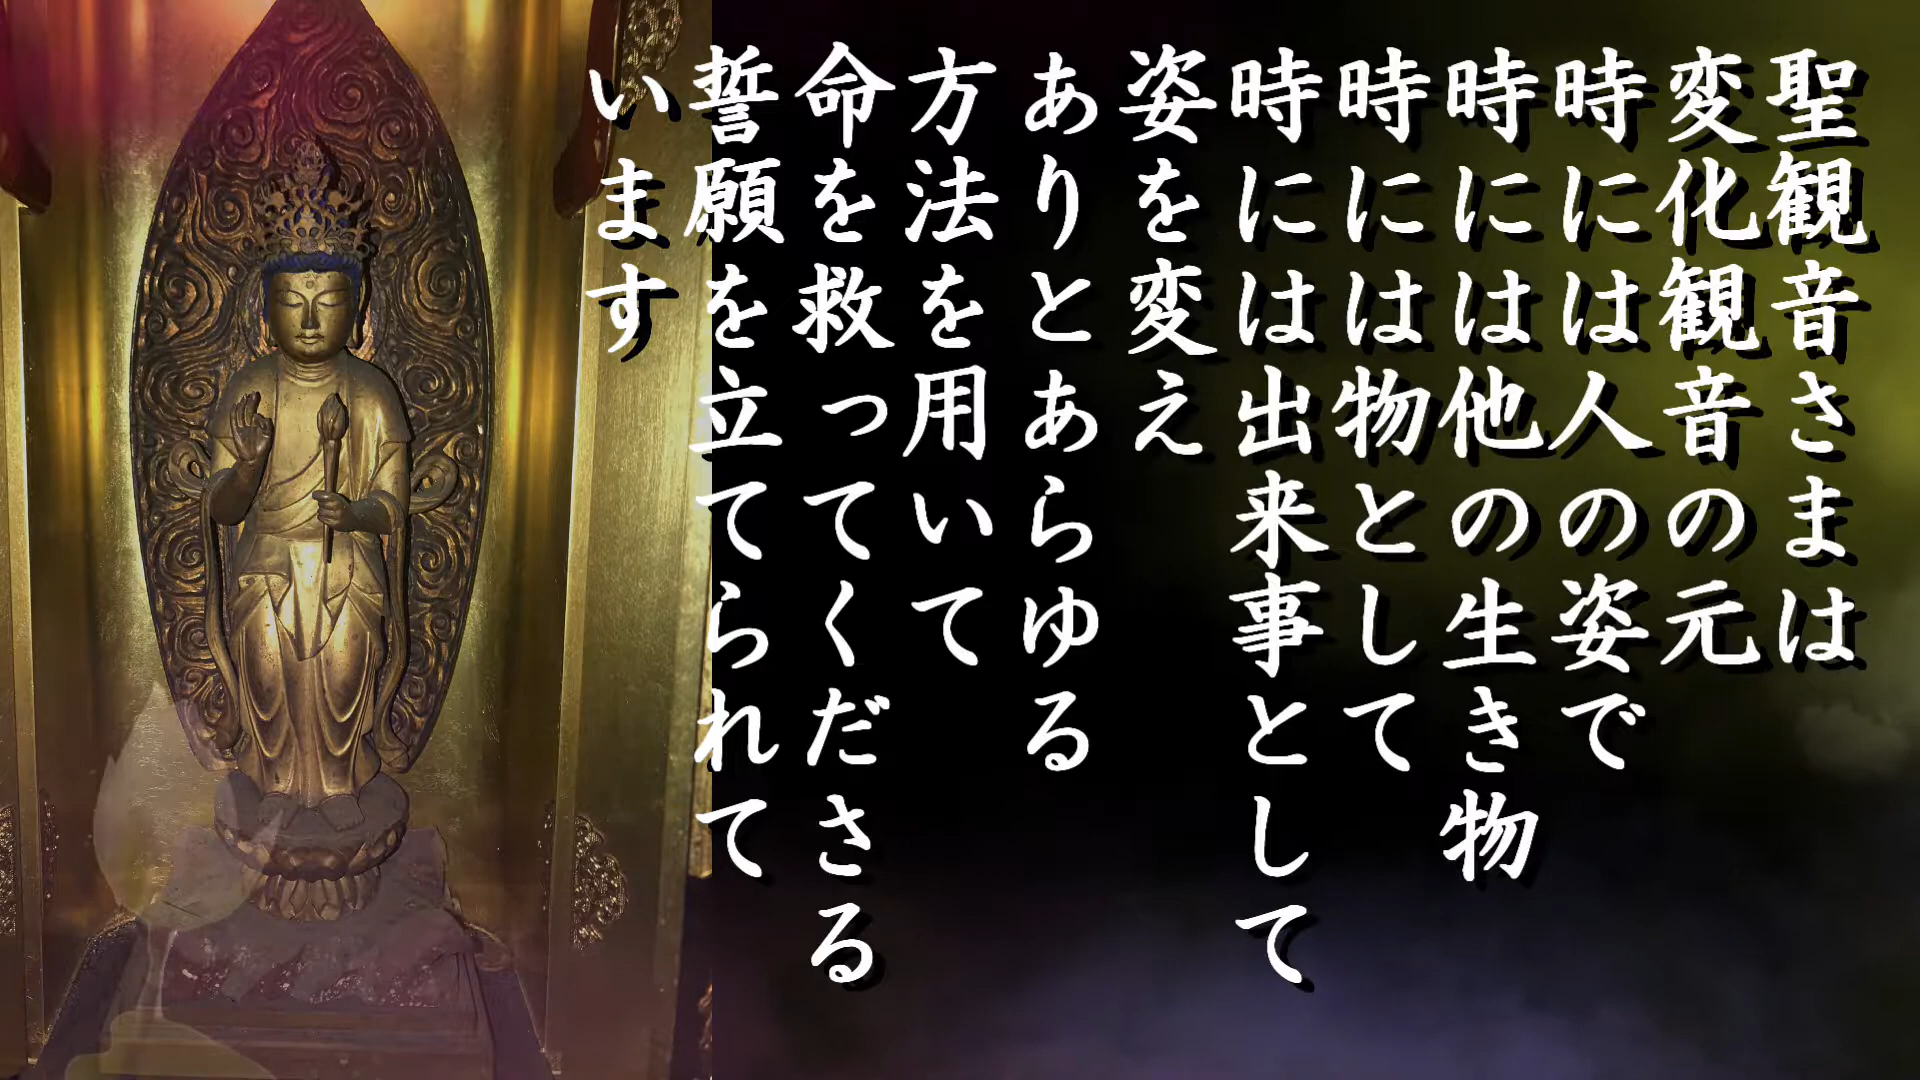 聖観音さまは
変化観音の元
時には人の姿で
時には他の生き物
時には物として
時には出来事として
姿を変え
ありとあらゆる
方法を用いて
命を救ってくださる
誓願を立てられて
います